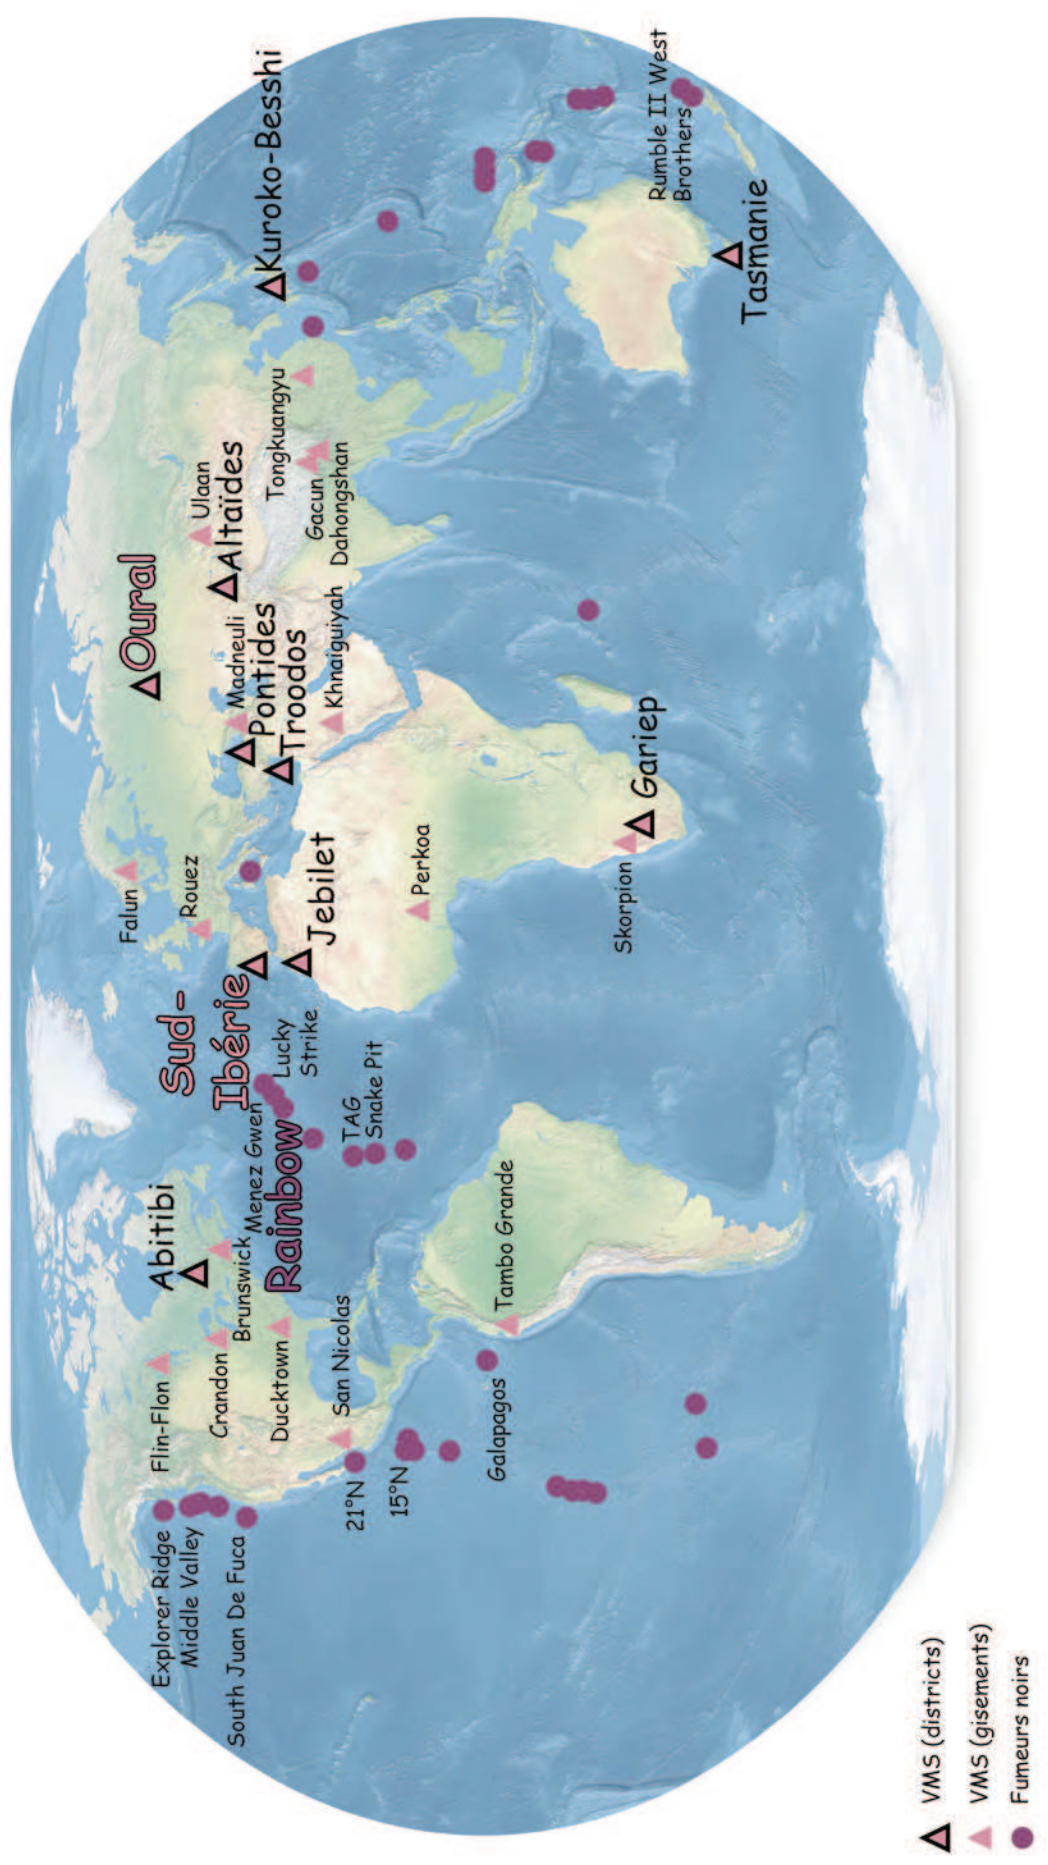 Explorer Ridge
Middle Valley
South Juan De Fuca
Flin-Flon
Crandon
Ducktown
San Nicolas
21°N
15°N
Galapagos
Tambo Grande
Abitibi
Brunswick
Menez Gwen
Rainbow
Lucky
Strike
TAG
Snake Pit
Sud-
Ibérie
Jebilet
Falun
Rouez
Perkoa
Skorpion
Gariep
Oural
Madneuli
Pontides
Troodos
Khnaiguiyah
Ulaan
Altaïdes
Tongkuangyu
Gacun
Dahongshan
Kuroko-Besshi
Rumble II West
Brothers
Tasmanie
VMS (districts)
VMS (gisements)
Fumeurs noirs